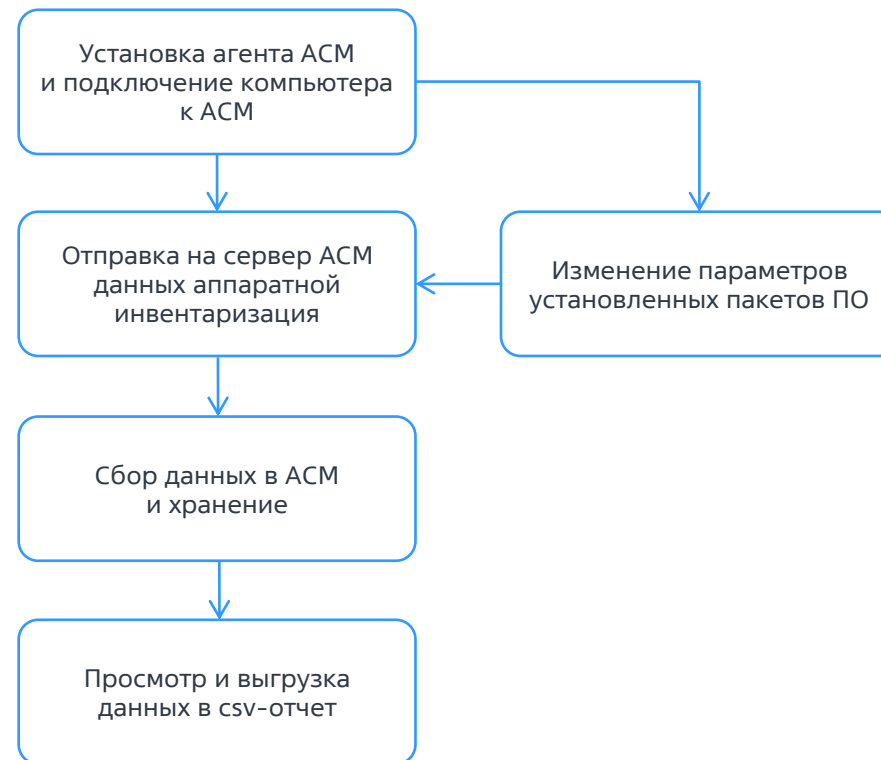 Установка агента АСМ
и подключение компьютера
к АСМ
Отправка на сервер АСМ
данных аппаратной
инвентаризация
Изменение параметров
установленных пакетов ПО
Сбор данных в АСМ
и хранение
Просмотр и выгрузка
данных в csv-отчет